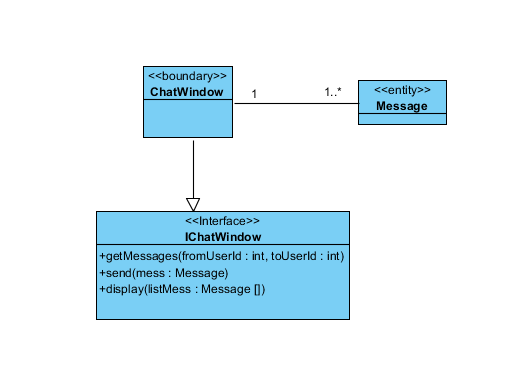 <<boundary>>
ChatWindow
1
1..*
<<entity>>
Message
<<Interface>>
IChatWindow
+getMessages(fromUserId : int, toUserId : int)
+send(mess : Message)
+display(listMess : Message [])